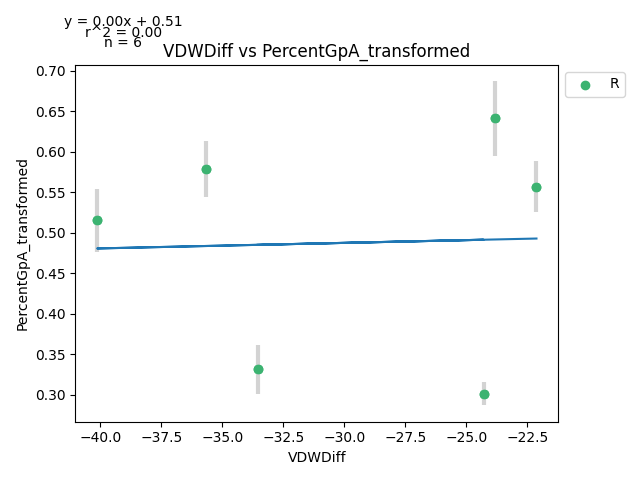 y = 0.00x + 0.51
r^2 = 0.00
n = 6
VDWDiff vs PercentGpA_transformed
R
0.70
0.65
0.60
0.55
0.50
0.45
0.40
0.35
0.30
PercentGpA_transformed
−40.0 −37.5 −35.0 −32.5 −30.0 −27.5 −25.0 −22.5
VDWDiff